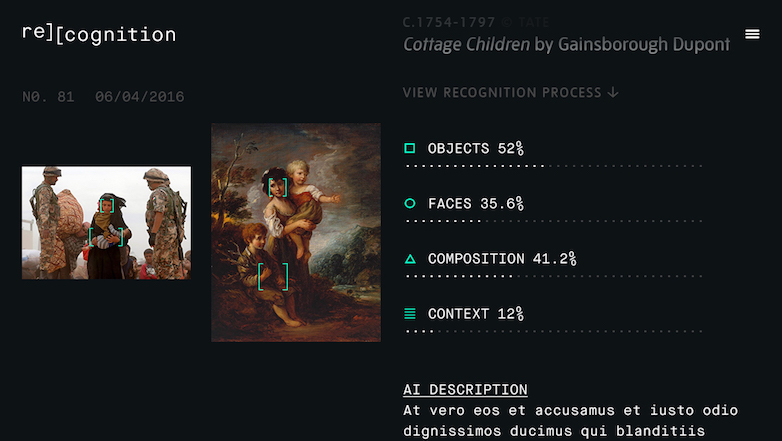 re][cognition
C.1754-1797 © TATE
Cottage Children by Gainsborough Dupont
N0. 81 06/04/2016
VIEW RECOGNITION PROCESS ↓
OBJECTS 52%
FACES 35.6%
COMPOSITION 41.2%
CONTEXT 12%
AI DESCRIPTION
At vero eos et accusamus et iusto odio
dignissimos ducimus qui blanditiis